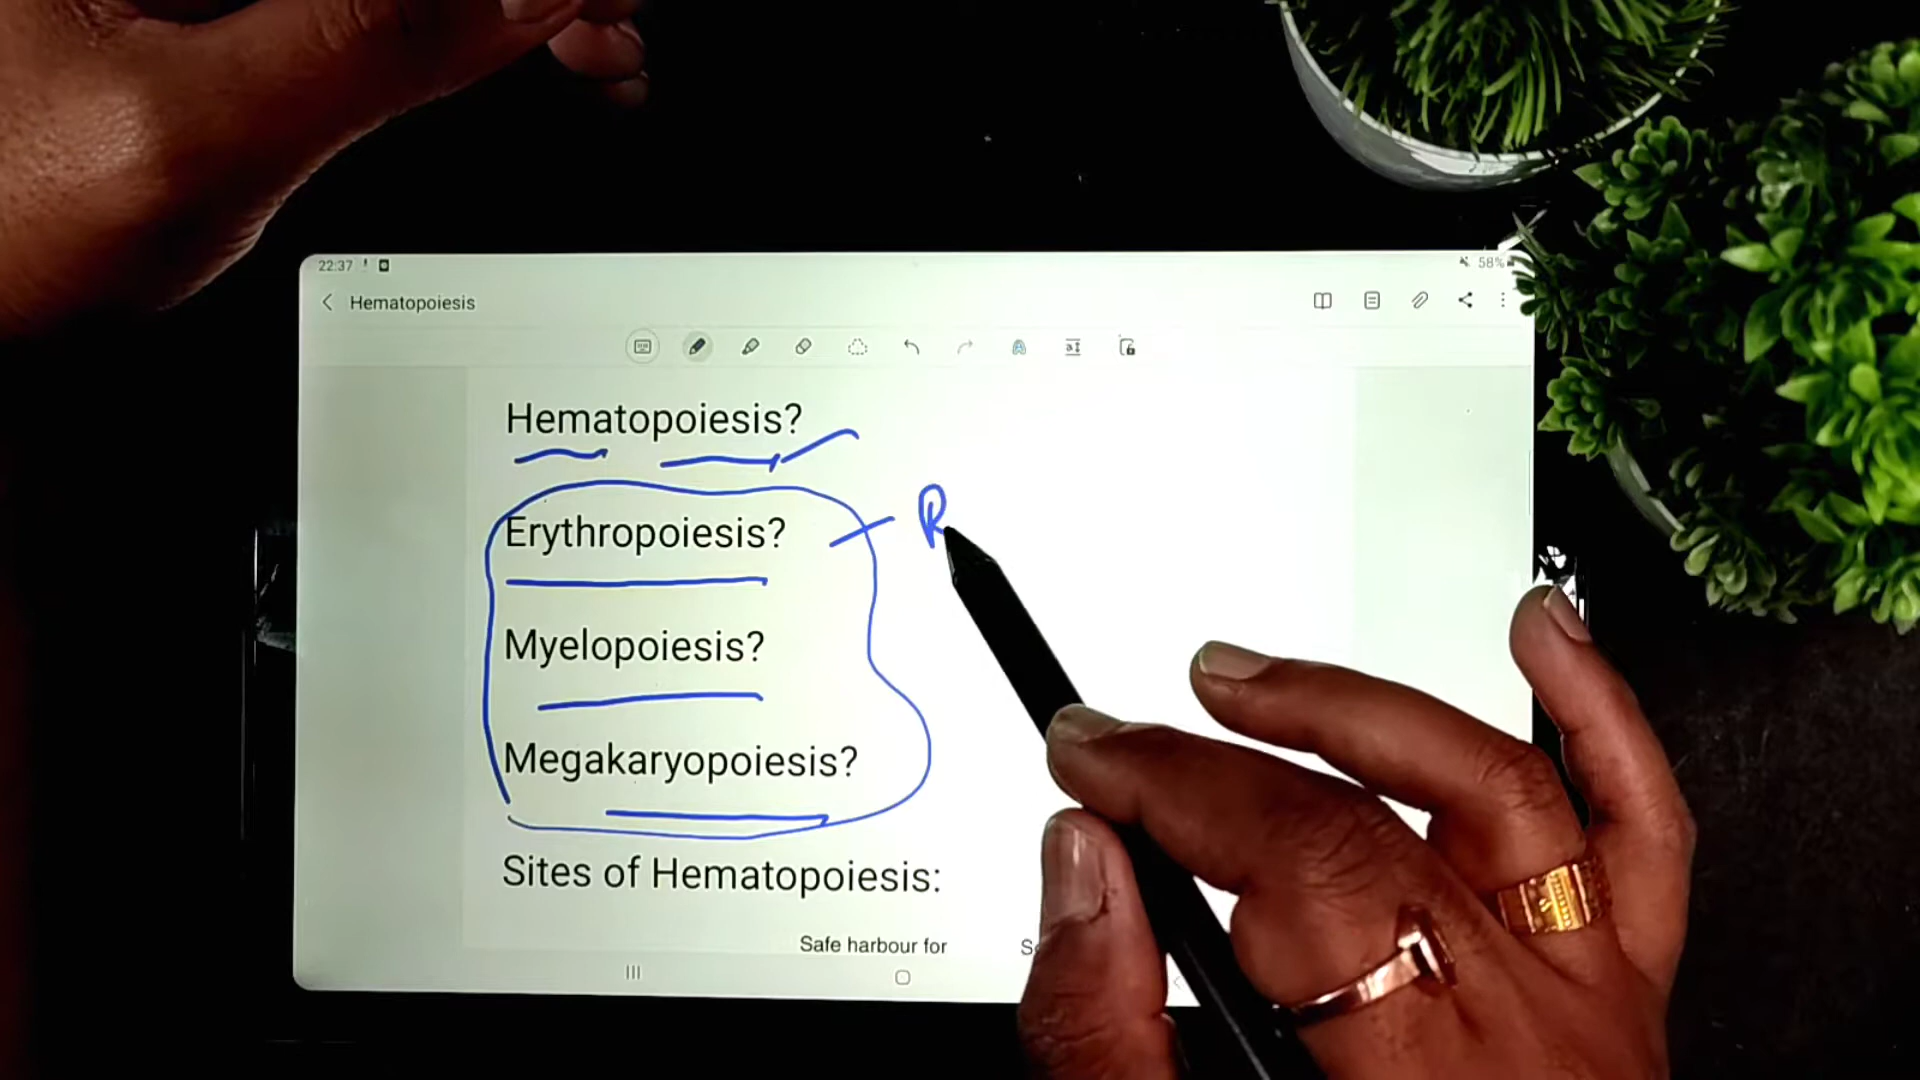 22:37
58%
Hematopoiesis
Hematopoiesis?
Erythropoiesis? R
Myelopoiesis?
Megakaryopoiesis?
Sites of Hematopoiesis:
Safe harbour for